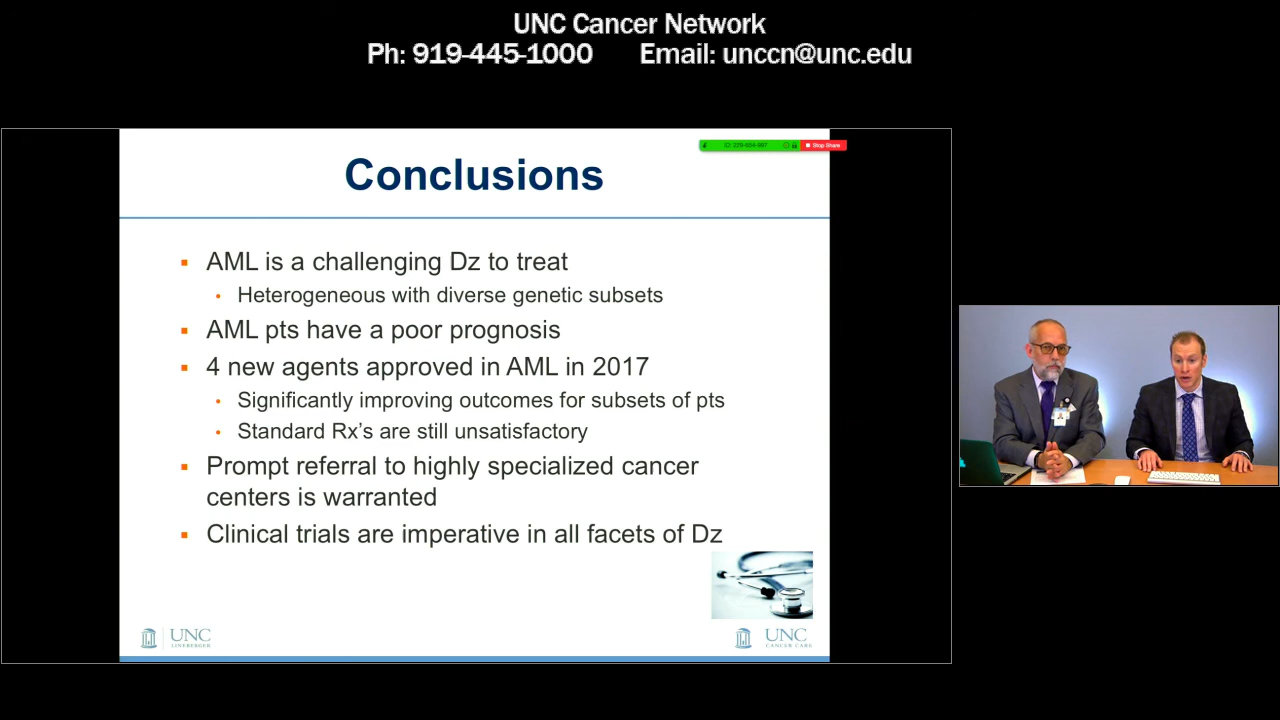 UNC Cancer Network
Ph: 919-445-1000 Email: unccn@unc.edu
Stop Share
Conclusions
▪ AML is a challenging Dz to treat
• Heterogeneous with diverse genetic subsets
▪ AML pts have a poor prognosis
▪ 4 new agents approved in AML in 2017
• Significantly improving outcomes for subsets of pts
• Standard Rx's are still unsatisfactory
▪ Prompt referral to highly specialized cancer
centers is warranted
▪ Clinical trials are imperative in all facets of Dz
UNC
LINEBERGER
UNC
CANCER CARE